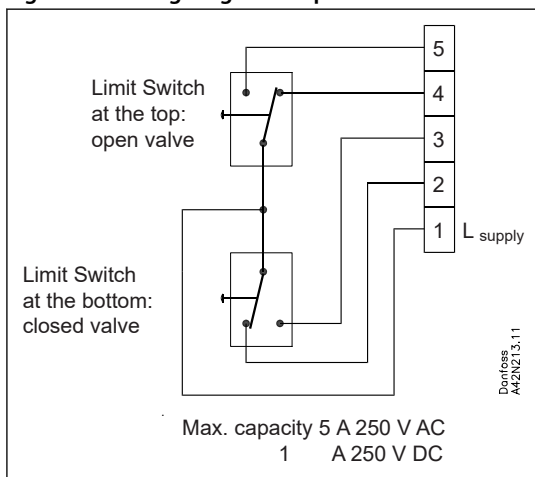 5
Limit Switch
at the top:
open valve
4
3
2
1 L supply
Limit Switch
at the bottom:
closed valve
Danfoss
A42N213.11
Max. capacity 5 A 250 V AC
1 A 250 V DC